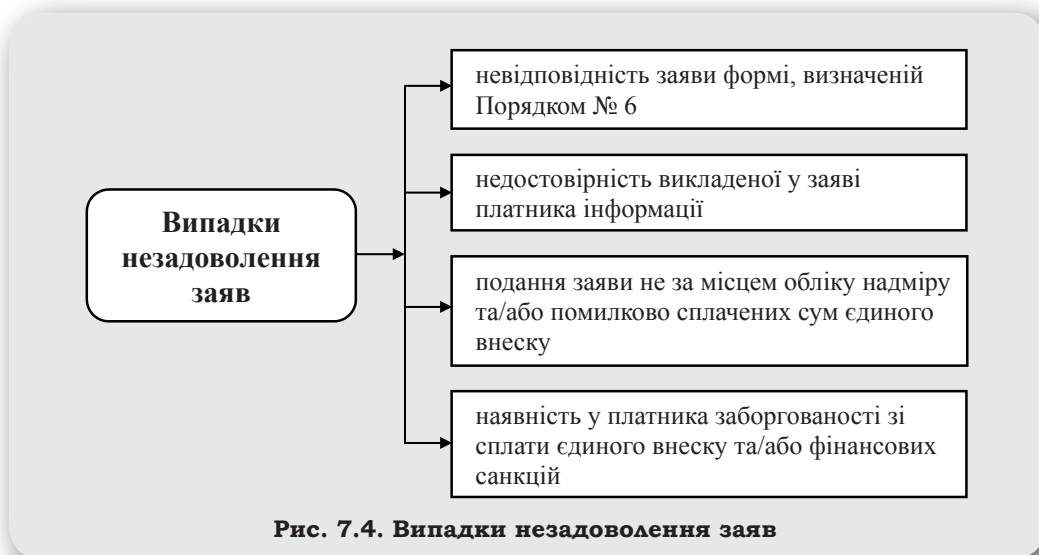 невідповідність заяви формі, визначеній
Порядком № 6
недостовірність викладеної у заяві
платника інформації
Випадки
незадоволення
заяв
подання заяви не за місцем обліку надміру
та/або помилково сплачених сум єдиного
внеску
наявність у платника заборгованості зі
сплати єдиного внеску та/або фінансових
санкцій
Рис. 7.4. Випадки незадоволення заяв